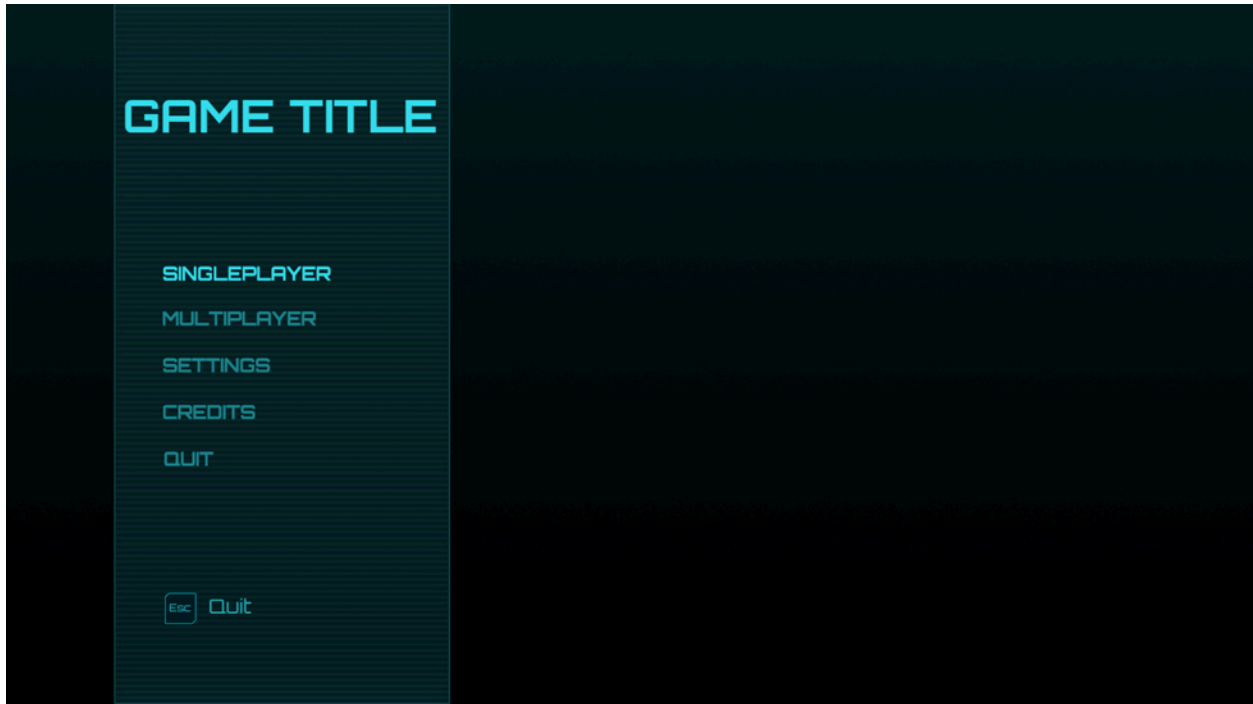 GAME TITLE
SINGLEPLAYER
MULTIPLAYER
SETTINGS
CREDITS
QUIT
Esc Quit